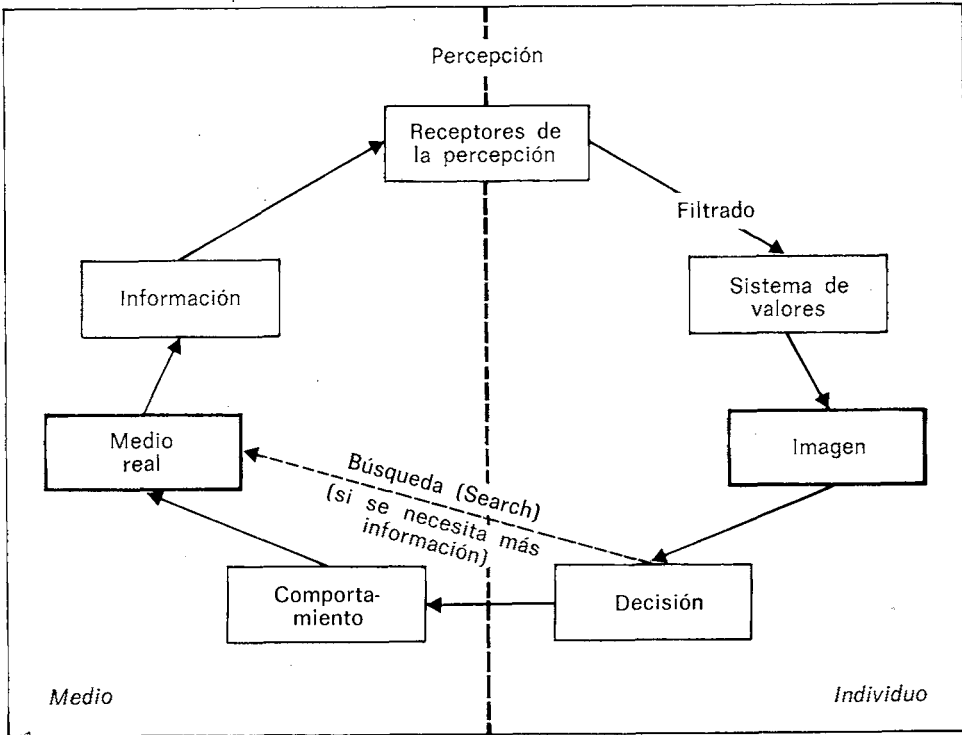 Percepción
Receptores de
la percepción
Filtrado
Información
Sistema de
valores
Medio
real
Imagen
Búsqueda (Search)
(si se necesita más
información)
Comporta-
miento
Decisión
Medio
Individuo